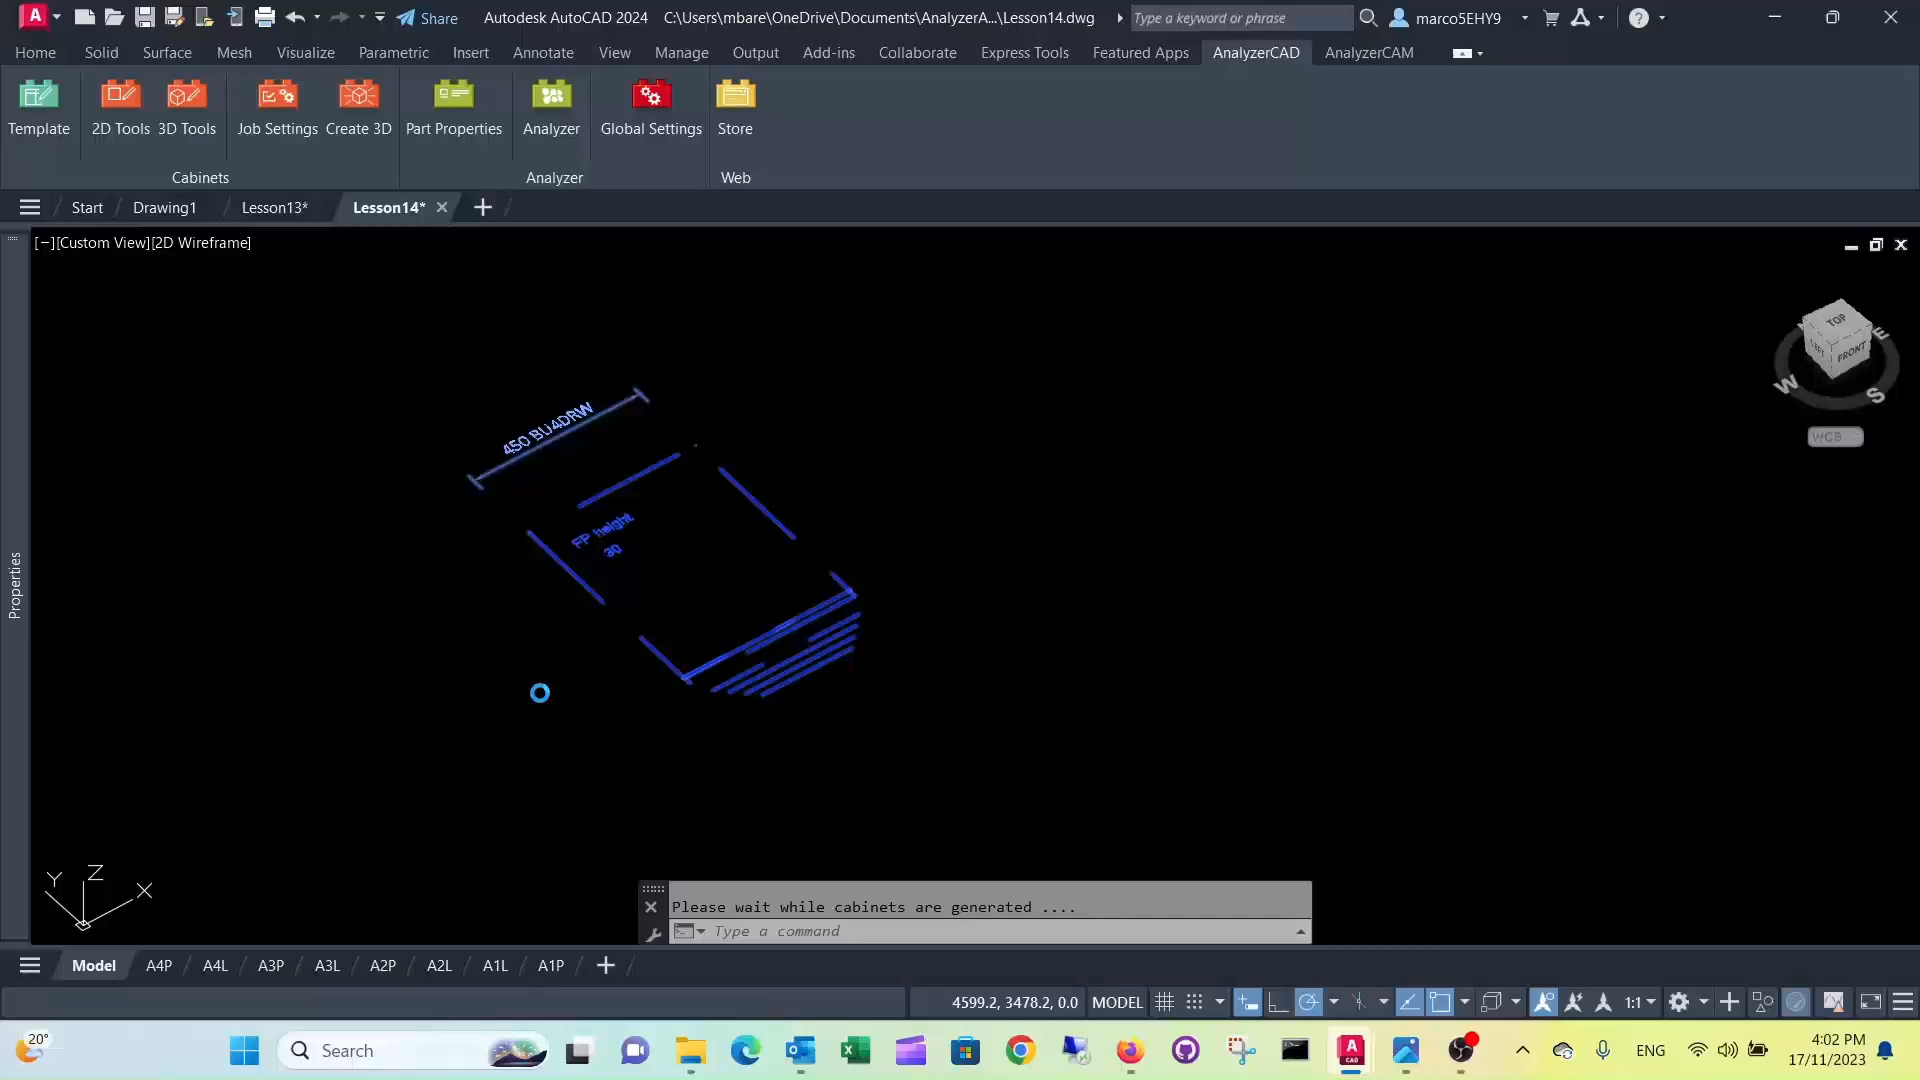 Share
Autodesk AutoCAD 2024 C:\Users\mbare\OneDrive\Documents\AnalyzerA...\Lesson14.dwg
Type a keyword or phrase
marco5EHY9
Home Solid Surface Mesh Visualize Parametric Insert Annotate View Manage Output Add-ins Collaborate Express Tools Featured Apps AnalyzerCAD AnalyzerCAM
Template 2D Tools 3D Tools Job Settings Create 3D Part Properties Analyzer Global Settings Store
Cabinets Analyzer Web
Start Drawing1 Lesson13* Lesson14*
[−][Custom View][2D Wireframe]
TOP
LEFT FRONT
E
W
S
WCS
450 BU4DRW
FP height
30
Properties
Y Z X
Please wait while cabinets are generated ....
Type a command
Model A4P A4L A3P A3L A2P A2L A1L A1P
4599.2, 3478.2, 0.0 MODEL 1:1
20°
Search
ENG
4:02 PM
17/11/2023